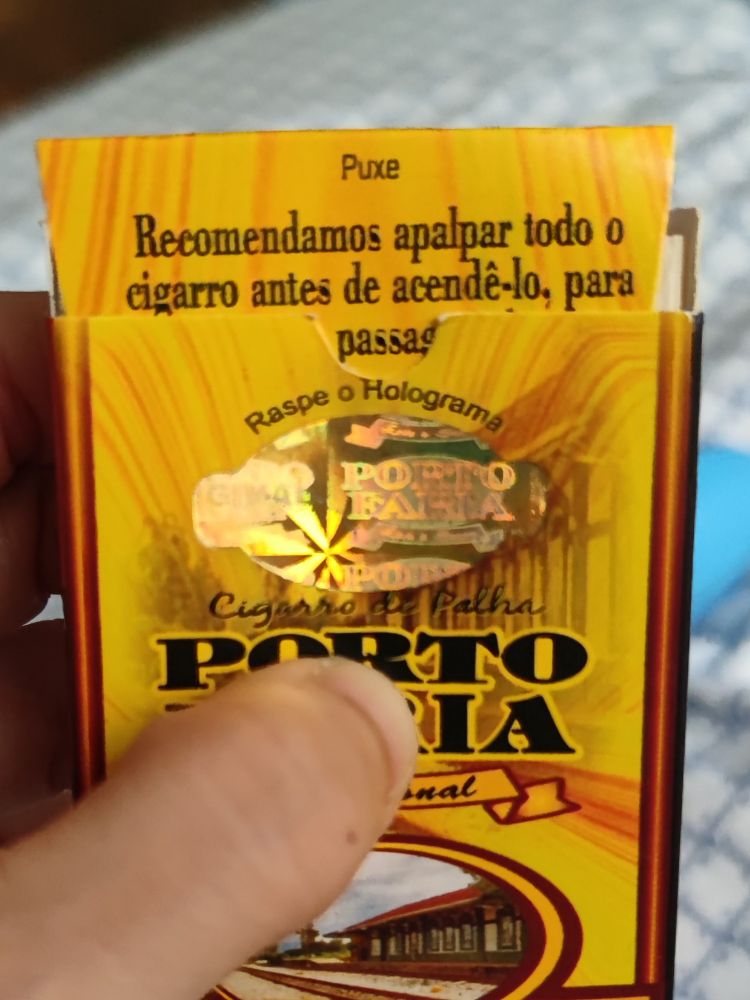 Puxe
Recomendamos apalpar todo o
cigarro antes de acendê-lo, para
Raspe o Holograma
PORTO
FARIA
Cigarro de Palha
PORTO